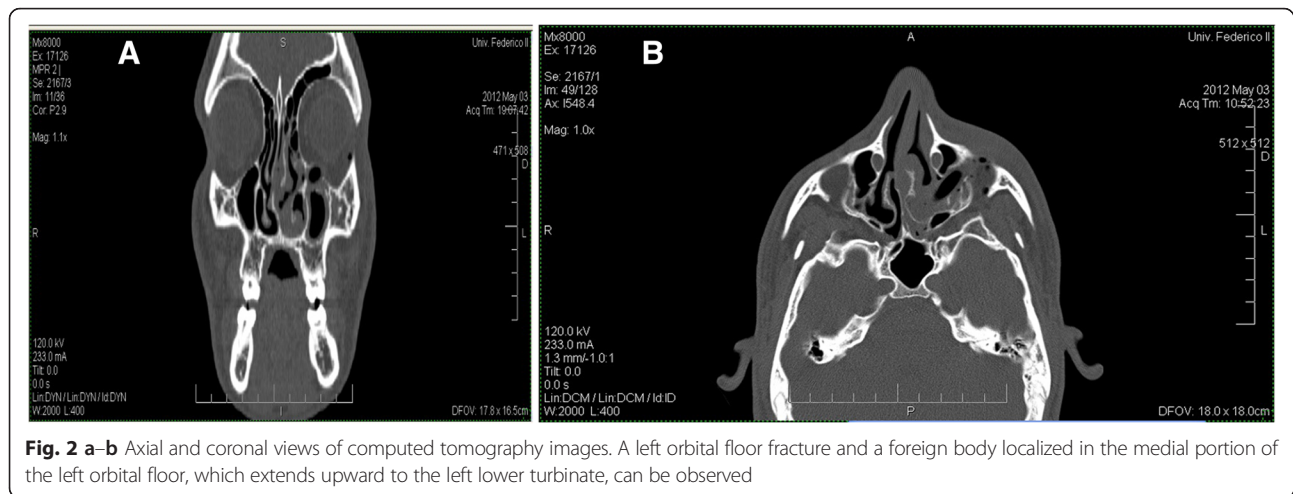 A
Mx8000
Ex: 17126
MPR 2 |
Se: 2167/3
Im: 11/36
Cor: P2.9
Mag: 1.1x
S
Univ. Federico II
2012 May 03
Acq Tm: 19:07:42
471 x 508
D
R
L
120.0 kV
233.0 mA
Tilt: 0.0
0.0 s
Lin:DYN / Lin:DYN / Id:DYN
W:2000 L:400
I
DFOV: 17.8 x 16.5cm
B
Mx8000
Ex: 17126
Se: 2167/1
Im: 49/128
Ax: I548.4
Mag: 1.0x
A
Univ. Federico II
2012 May 03
Acq Tm: 10:52:23
512 x 512
D
R
L
120.0 kV
233.0 mA
1.3 mm/-1.0:1
Tilt: 0.0
0.0 s
Lin:DCM / Lin:DCM / Id:ID
W:2000 L:400
P
DFOV: 18.0 x 18.0cm
Fig. 2 a–b Axial and coronal views of computed tomography images. A left orbital floor fracture and a foreign body localized in the medial portion of
the left orbital floor, which extends upward to the left lower turbinate, can be observed